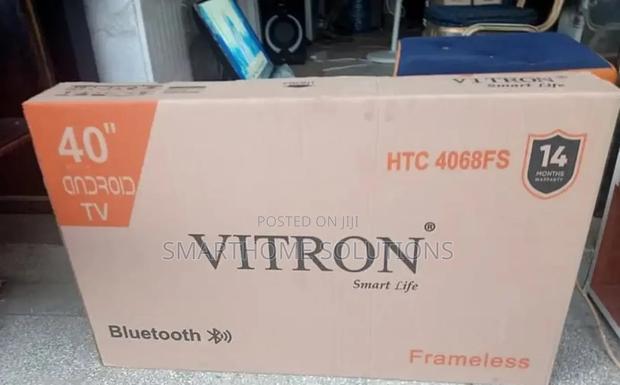 VITRON
Smart Life
40"
ANDROID
TV
HTC 4068FS
14
MONTHS
WARRANTY
POSTED ON JIJI
SMARTHOME SOLUTIONS
VITRON®
Smart Life
Bluetooth
Frameless